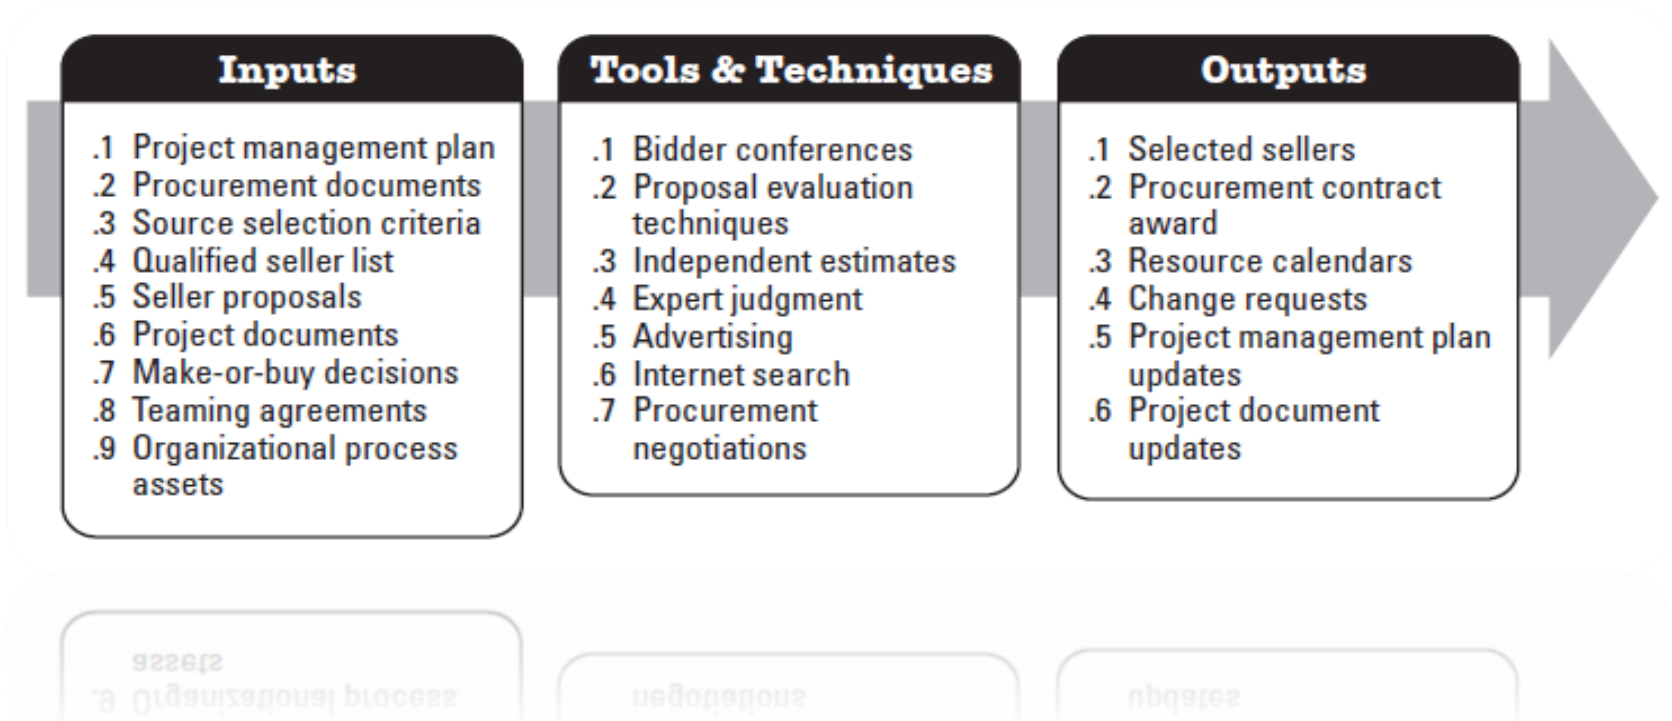 Inputs
.1 Project management plan
.2 Procurement documents
.3 Source selection criteria
.4 Qualified seller list
.5 Seller proposals
.6 Project documents
.7 Make-or-buy decisions
.8 Teaming agreements
.9 Organizational process
assets
Tools & Techniques
.1 Bidder conferences
.2 Proposal evaluation
techniques
.3 Independent estimates
.4 Expert judgment
.5 Advertising
.6 Internet search
.7 Procurement
negotiations
Outputs
.1 Selected sellers
.2 Procurement contract
award
.3 Resource calendars
.4 Change requests
.5 Project management plan
updates
.6 Project document
updates